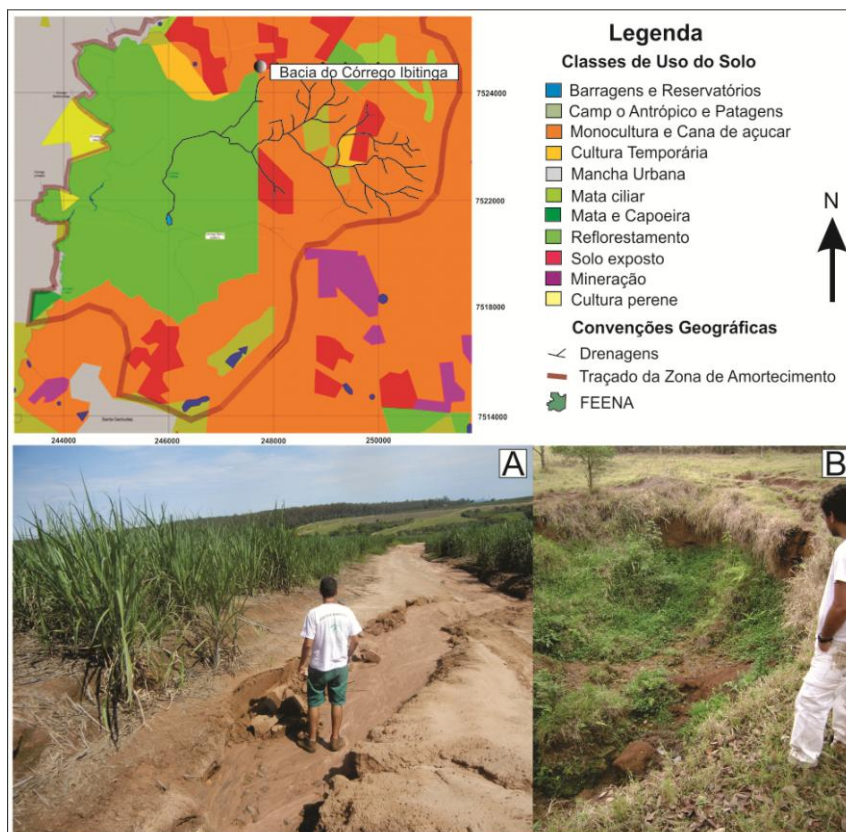 Legenda
Classes de Uso do Solo
Barragens e Reservatórios
Camp o Antrópico e Patagens
Monocultura e Cana de açucar
Cultura Temporária
Mancha Urbana
Mata ciliar
Mata e Capoeira
Reflorestamento
Solo exposto
Mineração
Cultura perene
Convenções Geográficas
Drenagens
Traçado da Zona de Amortecimento
FEENA
N
Bacia do Córrego Ibitinga
7524000
7522000
7518000
7514000
244000
246000
248000
250000
A
B